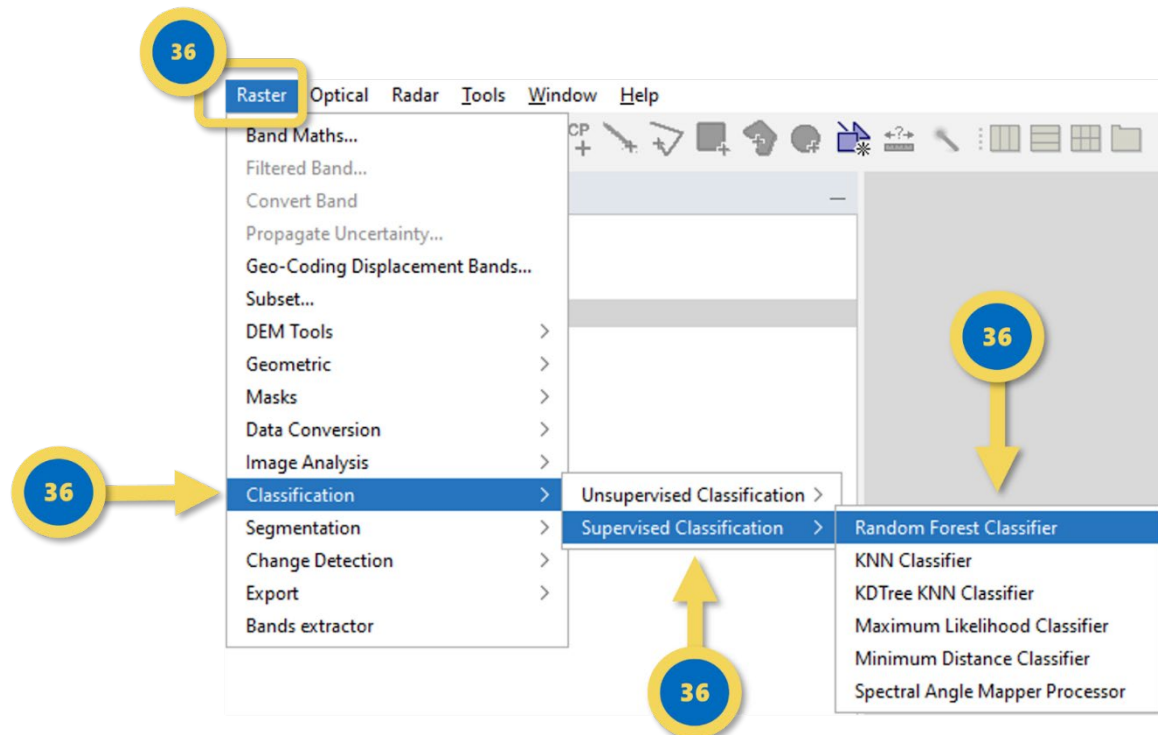 36
Raster Optical Radar Tools Window Help
Band Maths...
CP
Filtered Band...
Convert Band
Propagate Uncertainty...
Geo-Coding Displacement Bands...
Subset...
DEM Tools
Geometric
Masks
Data Conversion
Image Analysis
Classification
Segmentation
Change Detection
Export
Bands extractor
36
Unsupervised Classification
Supervised Classification
36
36
Random Forest Classifier
KNN Classifier
KDTree KNN Classifier
Maximum Likelihood Classifier
Minimum Distance Classifier
Spectral Angle Mapper Processor